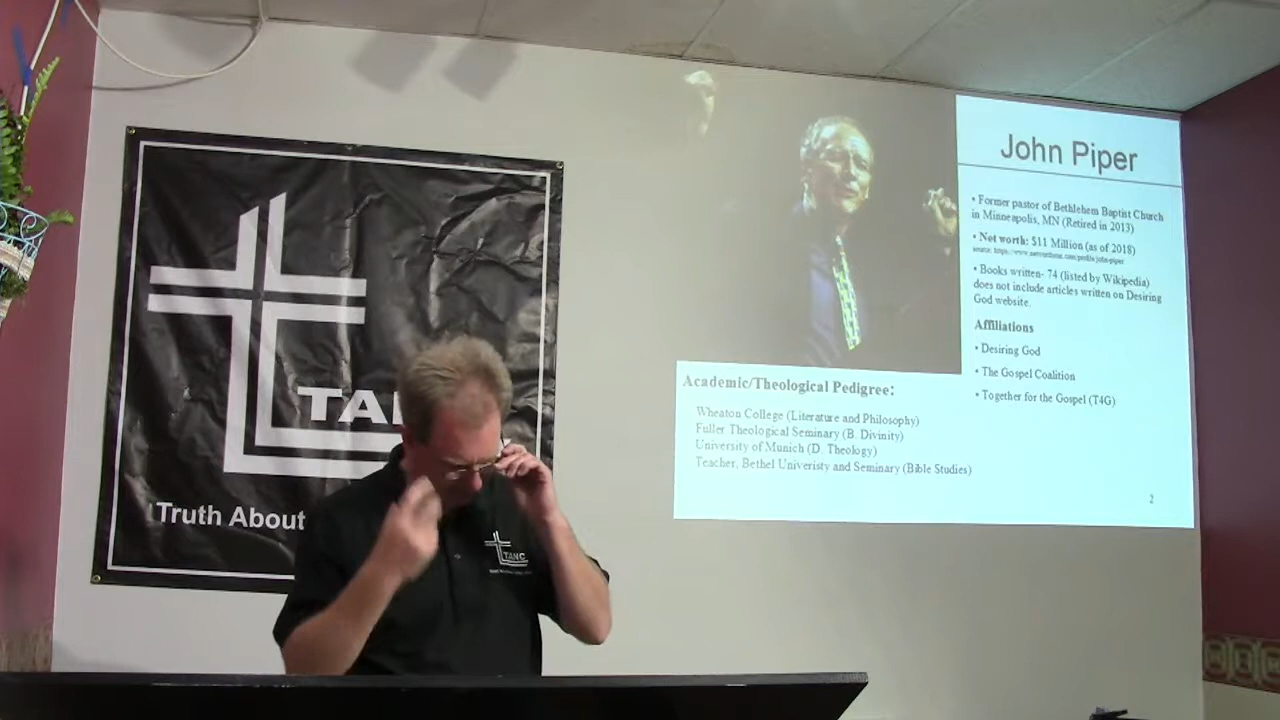 TAN
Truth About
TANC
John Piper
• Former pastor of Bethlehem Baptist Church
in Minneapolis, MN (Retired in 2013)
• Net worth: $11 Million (as of 2018)
• Books written- 74 (listed by Wikipedia)
does not include articles written on Desiring
God website.
Affiliations
• Desiring God
• The Gospel Coalition
• Together for the Gospel (T4G)
Academic/Theological Pedigree:
Wheaton College (Literature and Philosophy)
Fuller Theological Seminary (B. Divinity)
University of Munich (D. Theology)
Teacher, Bethel Univeristy and Seminary (Bible Studies)
2